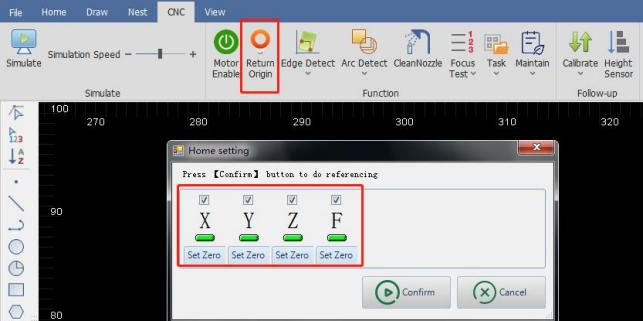 File Home Draw Nest CNC View
Simulate Simulation Speed
Motor Enable Return Origin Edge Detect Arc Detect CleanNozzle Focus Test Task Maintain Calibrate Height Sensor
Simulate Function Follow-up
100
270 280 290 300 310 320
90
80
Home setting
Press 【Confirm】 button to do referencing
X Y Z F
Set Zero Set Zero Set Zero Set Zero
Confirm Cancel